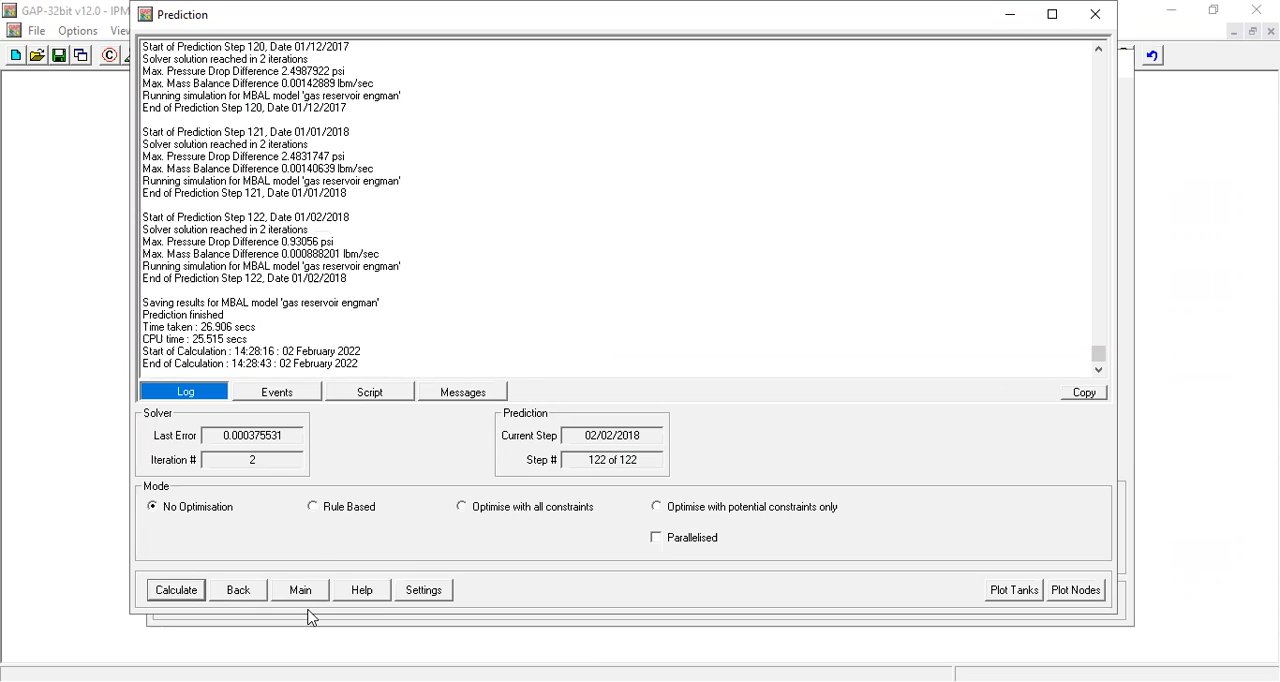 GAP-32bit v12.0 - IPM
Prediction
File Options
Start of Prediction Step 120, Date 01/12/2017
Solver solution reached in 2 iterations
Max. Pressure Drop Difference 2.4987922 psi
Max. Mass Balance Difference 0.00142889 lbm/sec
Running simulation for MBAL model 'gas reservoir engman'
End of Prediction Step 120, Date 01/12/2017
Start of Prediction Step 121, Date 01/01/2018
Solver solution reached in 2 iterations
Max. Pressure Drop Difference 2.4831747 psi
Max. Mass Balance Difference 0.00140639 lbm/sec
Running simulation for MBAL model 'gas reservoir engman'
End of Prediction Step 121, Date 01/01/2018
Start of Prediction Step 122, Date 01/02/2018
Solver solution reached in 2 iterations
Max. Pressure Drop Difference 0.93056 psi
Max. Mass Balance Difference 0.000888201 lbm/sec
Running simulation for MBAL model 'gas reservoir engman'
End of Prediction Step 122, Date 01/02/2018
Saving results for MBAL model 'gas reservoir engman'
Prediction finished
Time taken : 26.906 secs
CPU time : 25.515 secs
Start of Calculation : 14:28:16 : 02 February 2022
End of Calculation : 14:28:43 : 02 February 2022
Log Events Script Messages Copy
Solver Prediction
Last Error 0.000375531 Current Step 02/02/2018
Iteration # 2 Step # 122 of 122
Mode
No Optimisation Rule Based Optimise with all constraints Optimise with potential constraints only
Parallelised
Calculate Back Main Help Settings Plot Tanks Plot Nodes